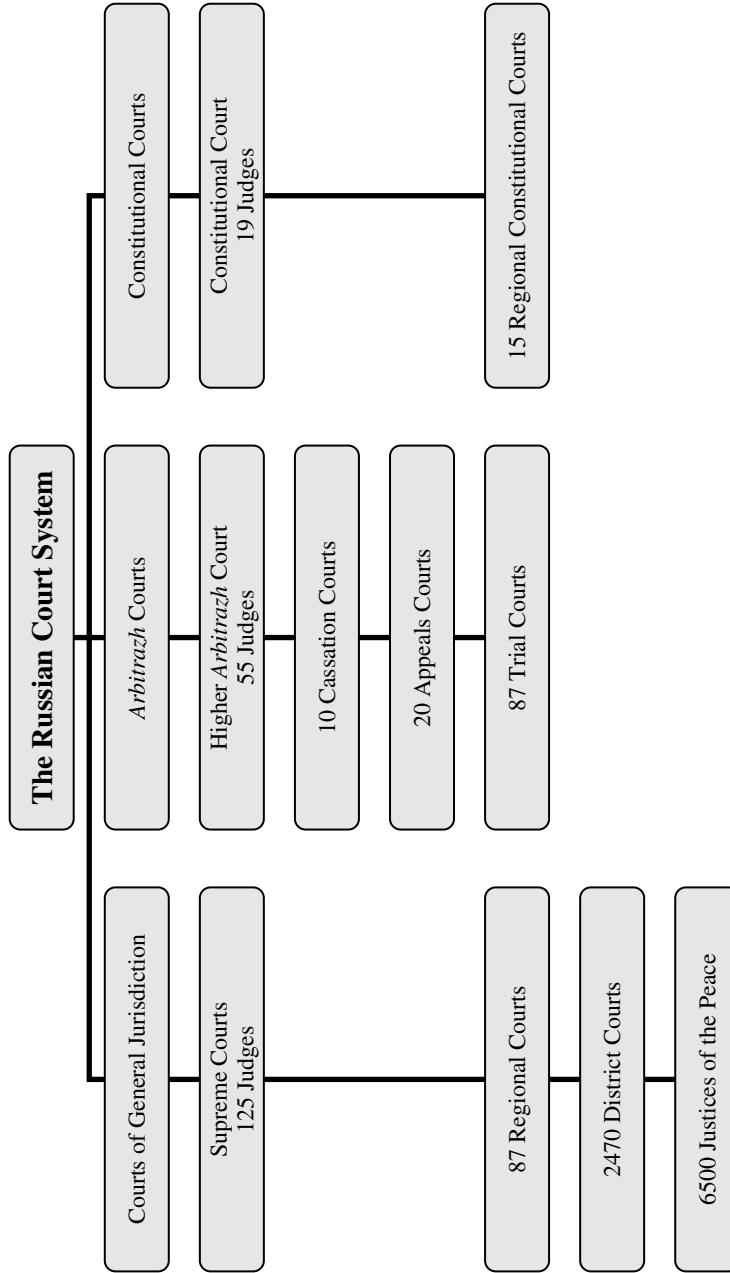 The Russian Court System
Courts of General Jurisdiction
Supreme Courts
125 Judges
87 Regional Courts
2470 District Courts
6500 Justices of the Peace
Arbitrazh Courts
Higher Arbitrazh Court
55 Judges
10 Cassation Courts
20 Appeals Courts
87 Trial Courts
Constitutional Courts
Constitutional Court
19 Judges
15 Regional Constitutional Courts